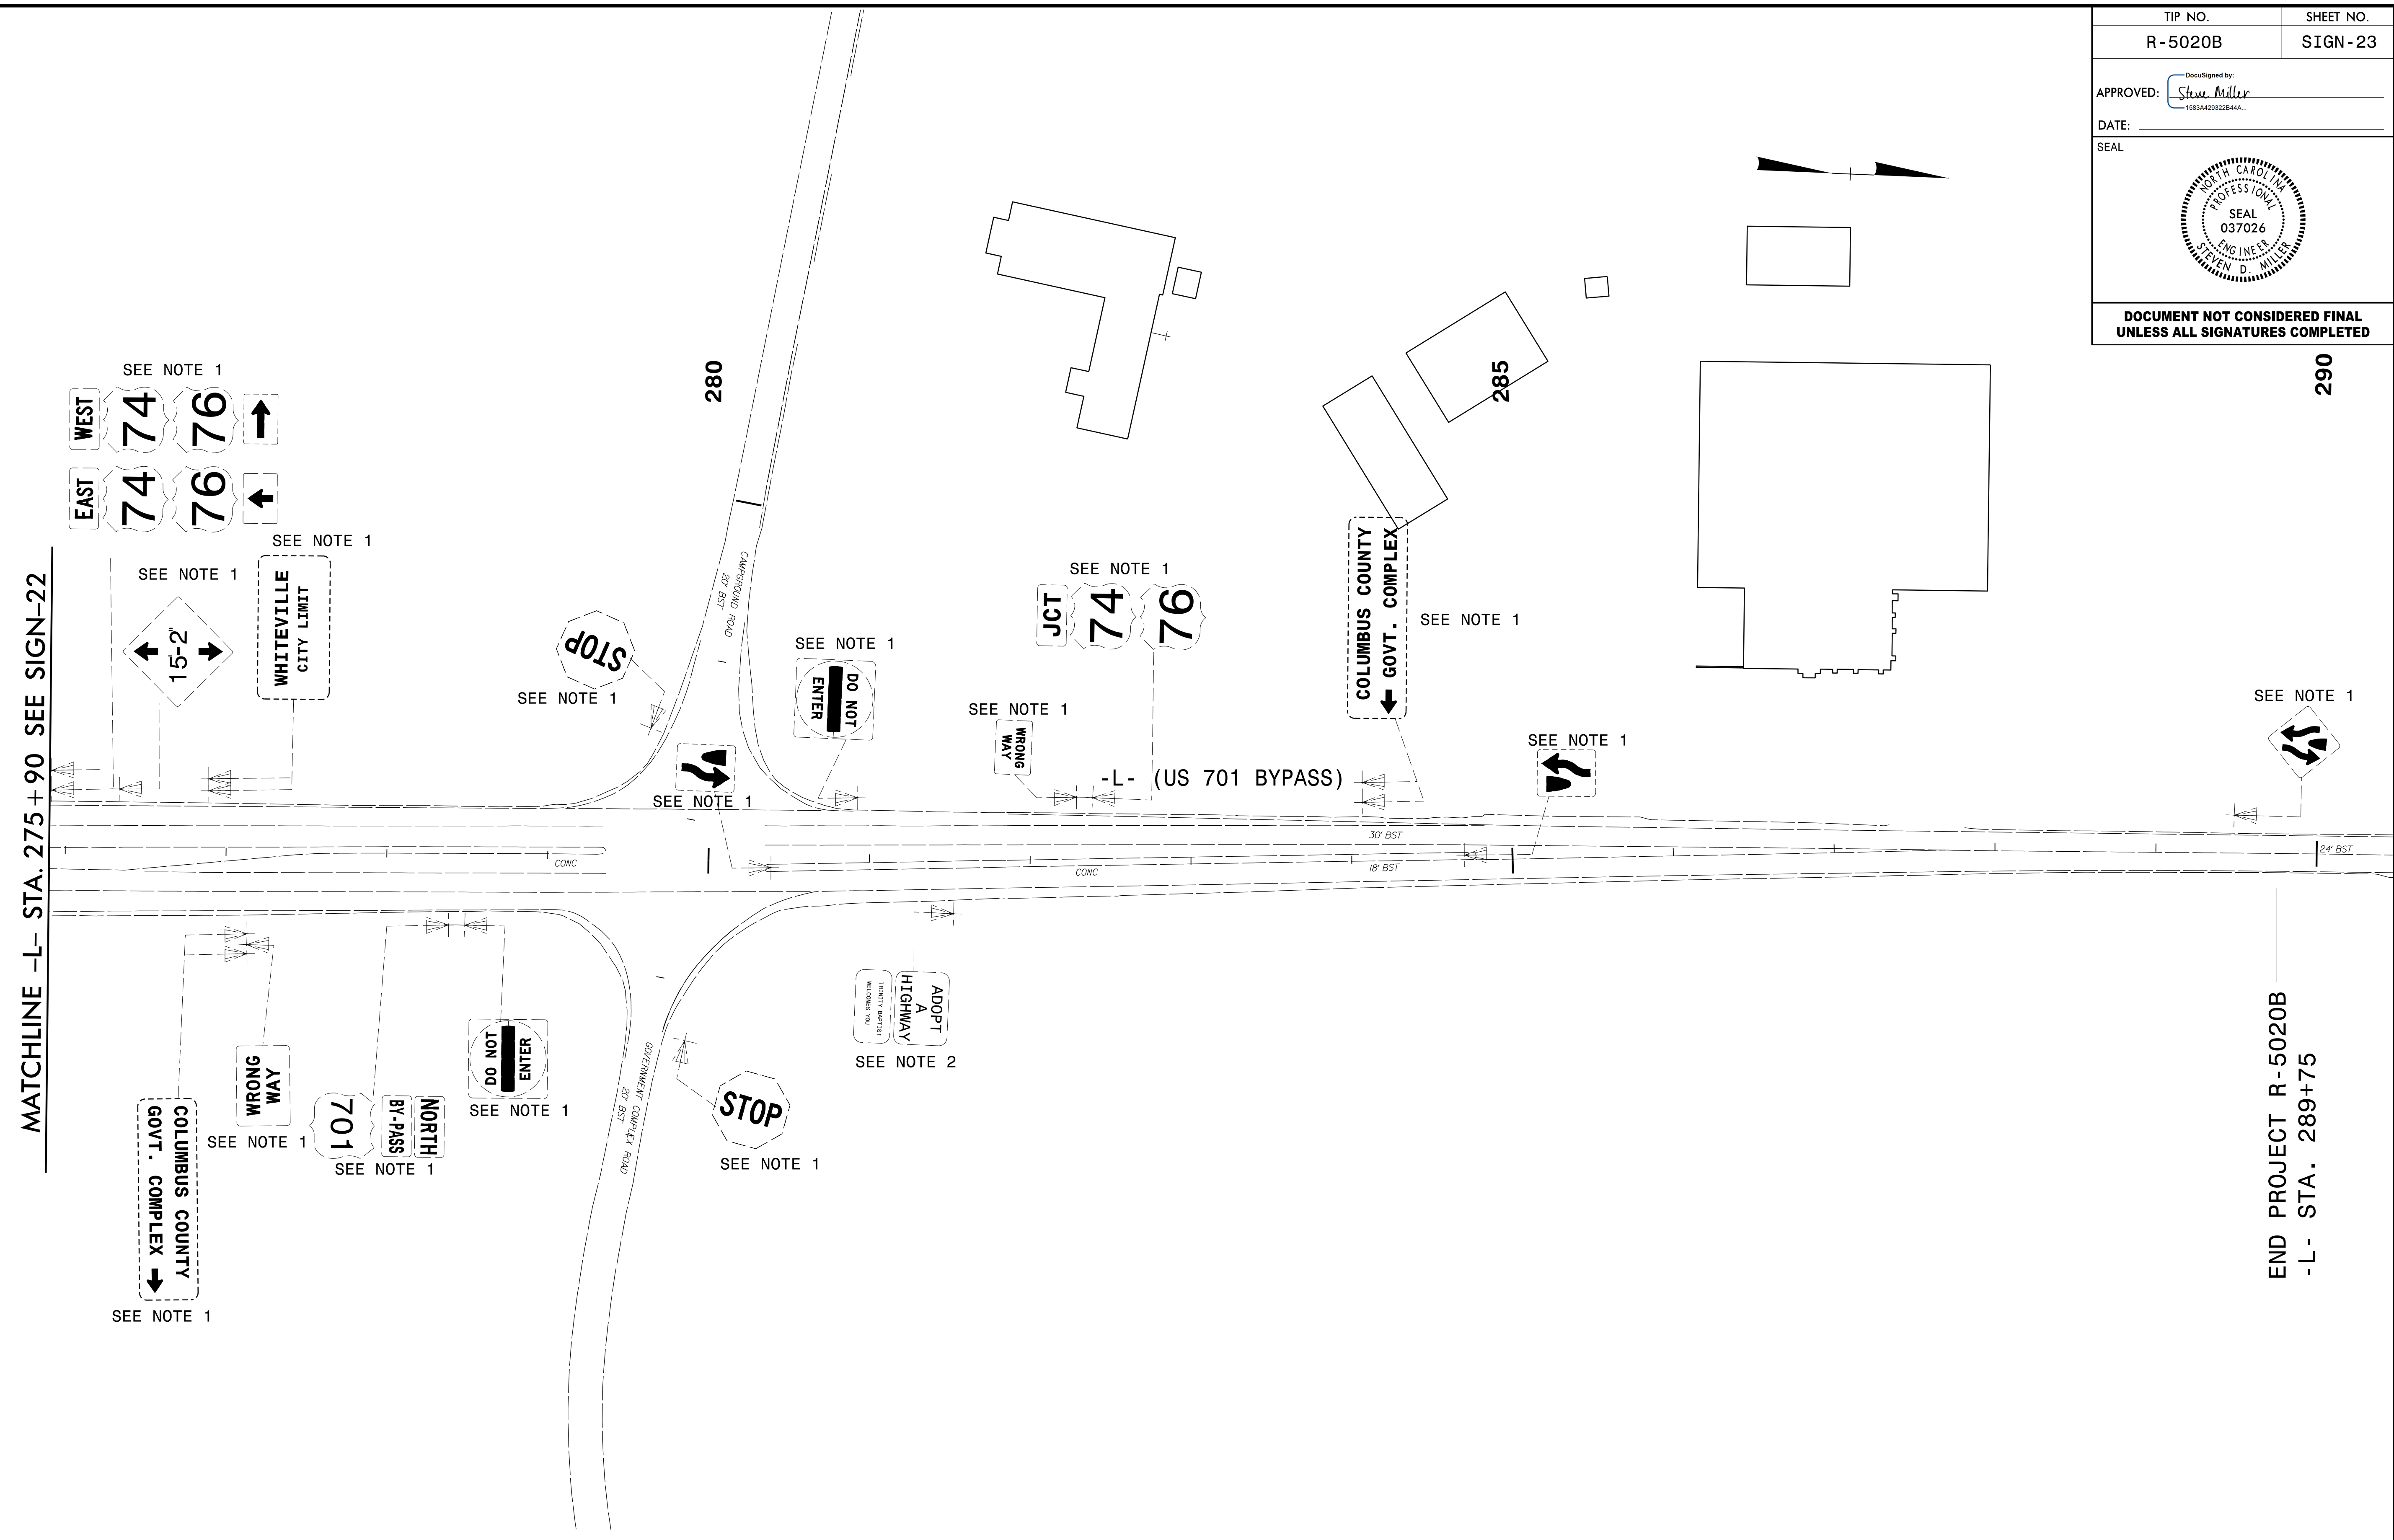 TIP NO.
SHEET NO.
R-5020B
SIGN-23
DocuSigned by:
APPROVED: Steve Miller
1583A429322B44A...
DATE:
SEAL
NORTH CAROLINA
PROFESSIONAL
SEAL
037026
ENGINEER
STEVEN D. MILLER
DOCUMENT NOT CONSIDERED FINAL
UNLESS ALL SIGNATURES COMPLETED
280
285
290
SEE NOTE 1
WEST 74 76
EAST 74 76
SEE NOTE 1
WHITEVILLE
CITY LIMIT
SEE NOTE 1
15'-2"
MATCHLINE -L- STA. 275+90 SEE SIGN-22
STOP
SEE NOTE 1
CAMPGROUND ROAD
20' BST
SEE NOTE 1
DO NOT
ENTER
SEE NOTE 1
SEE NOTE 1
WRONG
WAY
SEE NOTE 1
JCT 74 76
COLUMBUS COUNTY
GOVT. COMPLEX
SEE NOTE 1
-L- (US 701 BYPASS)
SEE NOTE 1
SEE NOTE 1
30' BST
CONC
CONC
18' BST
24' BST
COLUMBUS COUNTY
GOVT. COMPLEX
SEE NOTE 1
WRONG
WAY
SEE NOTE 1
NORTH
BY-PASS
701
SEE NOTE 1
DO NOT
ENTER
SEE NOTE 1
GOVERNMENT COMPLEX ROAD
20' BST
STOP
SEE NOTE 1
ADOPT
A
HIGHWAY
TRINITY BAPTIST
WELCOMES YOU
SEE NOTE 2
END PROJECT R-5020B
-L- STA. 289+75